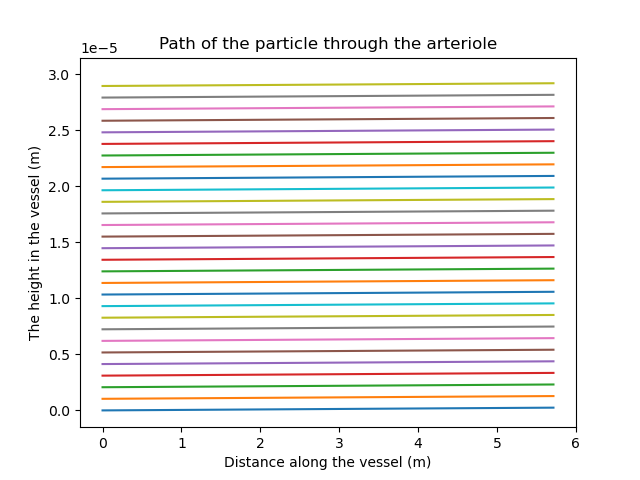 Path of the particle through the arteriole
1e−5
3.0
2.5
2.0
1.5
1.0
0.5
0.0
The height in the vessel (m)
0 1 2 3 4 5 6
Distance along the vessel (m)